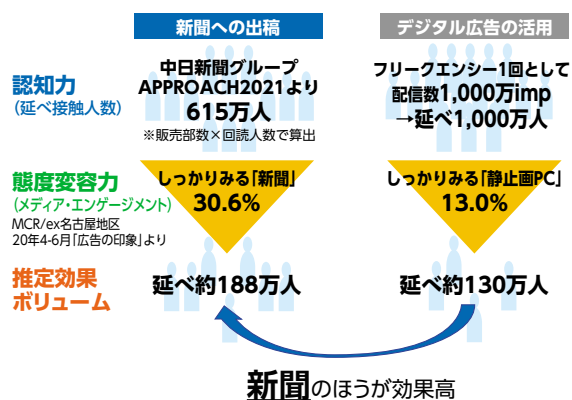 新聞への出稿
デジタル広告の活用
認知力
(延べ接触人数)
中日新聞グループ
APPROACH2021より
615万人
※販売部数×回読人数で算出
フリークエンシー1回として
配信数1,000万imp
→延べ1,000万人
態度変容力
(メディア・エンゲージメント)
MCR/ex名古屋地区
20年4-6月「広告の印象」より
しっかりみる「新聞」
30.6%
しっかりみる「静止画PC」
13.0%
推定効果
ボリューム
延べ約188万人
延べ約130万人
新聞のほうが効果高